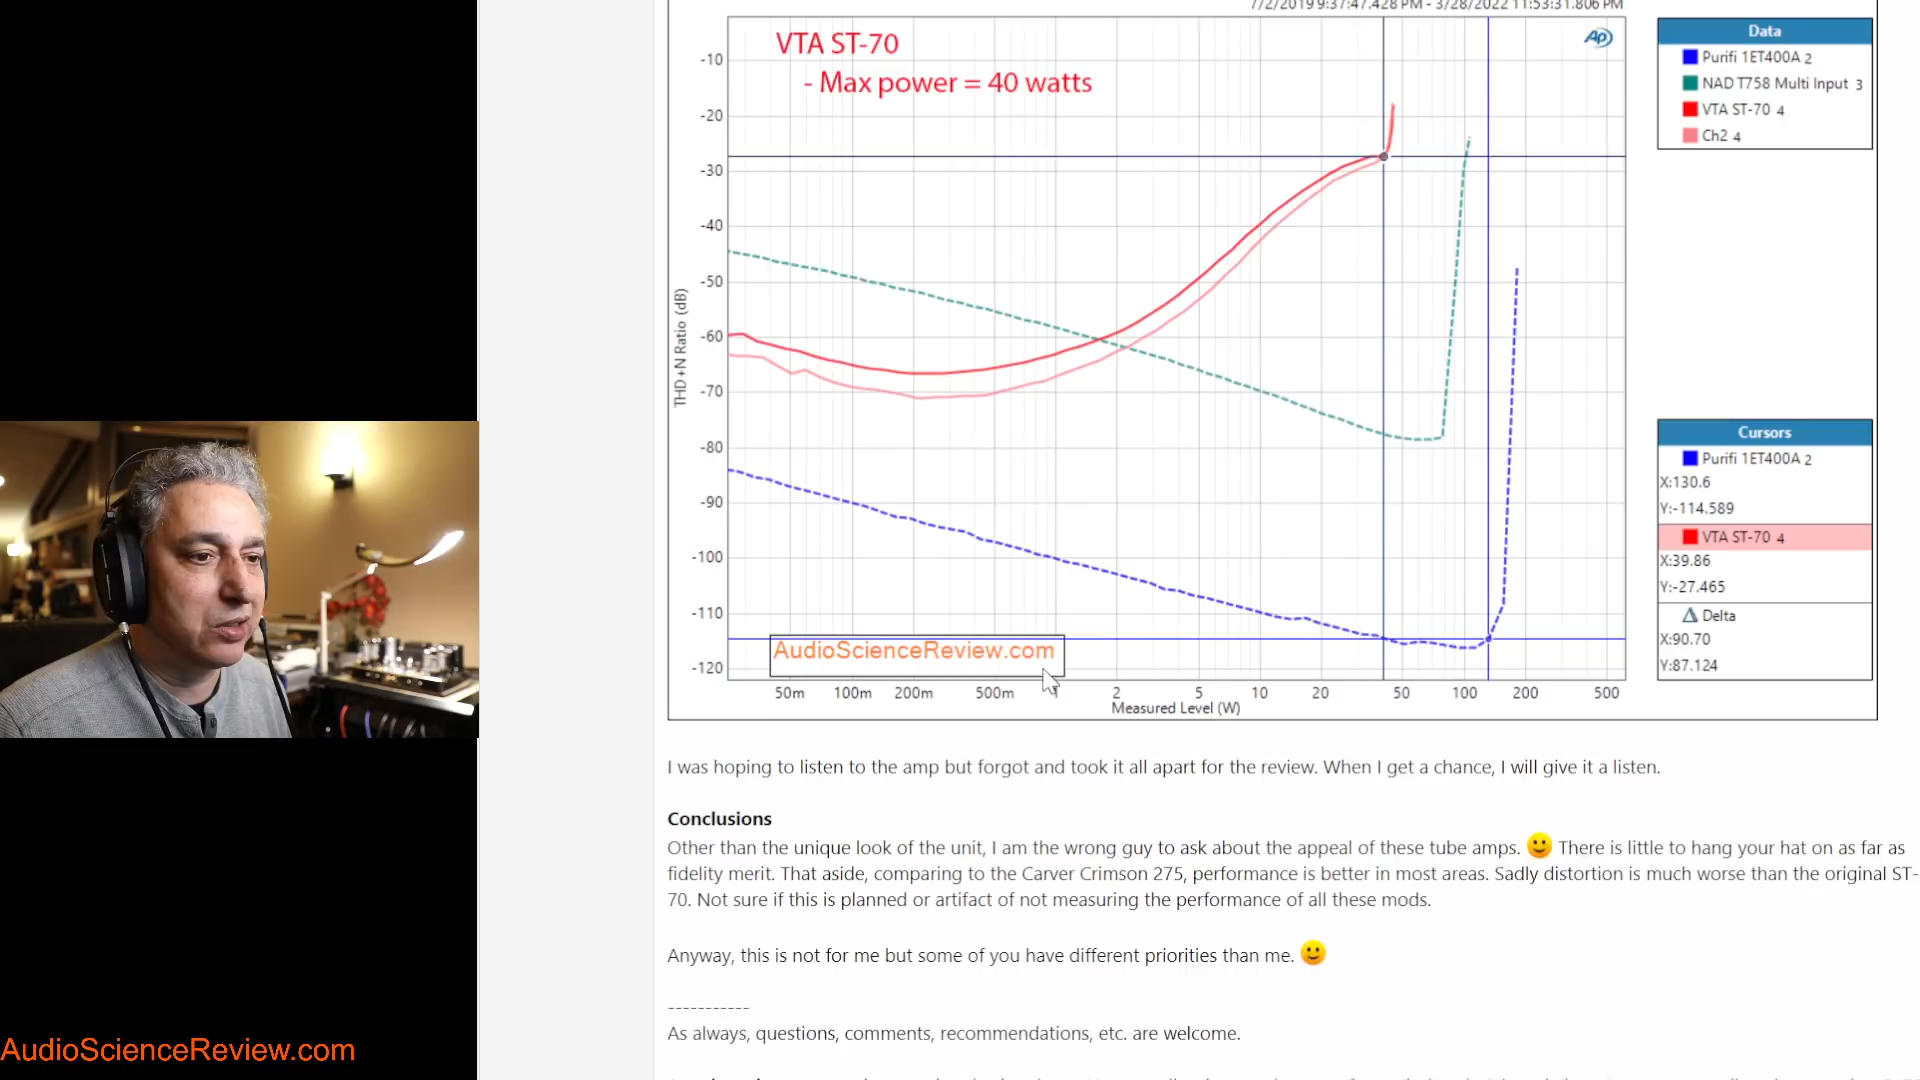 7/2/2019 9:37:47.428 PM - 3/28/2022 11:53:31.806 PM
VTA ST-70
- Max power = 40 watts
AP
Data
Purifi 1ET400A 2
NAD T758 Multi Input 3
VTA ST-70 4
Ch2 4
-10
-20
-30
-40
-50
-60
-70
-80
-90
-100
-110
-120
THD+N Ratio (dB)
AudioScienceReview.com
50m 100m 200m 500m 2 5 10 20 50 100 200 500
Measured Level (W)
Cursors
Purifi 1ET400A 2
X:130.6
Y:-114.589
VTA ST-70 4
X:39.86
Y:-27.465
Delta
X:90.70
Y:87.124
I was hoping to listen to the amp but forgot and took it all apart for the review. When I get a chance, I will give it a listen.
Conclusions
Other than the unique look of the unit, I am the wrong guy to ask about the appeal of these tube amps. There is little to hang your hat on as far as
fidelity merit. That aside, comparing to the Carver Crimson 275, performance is better in most areas. Sadly distortion is much worse than the original ST-
70. Not sure if this is planned or artifact of not measuring the performance of all these mods.
Anyway, this is not for me but some of you have different priorities than me.
-----------
As always, questions, comments, recommendations, etc. are welcome.
AudioScienceReview.com